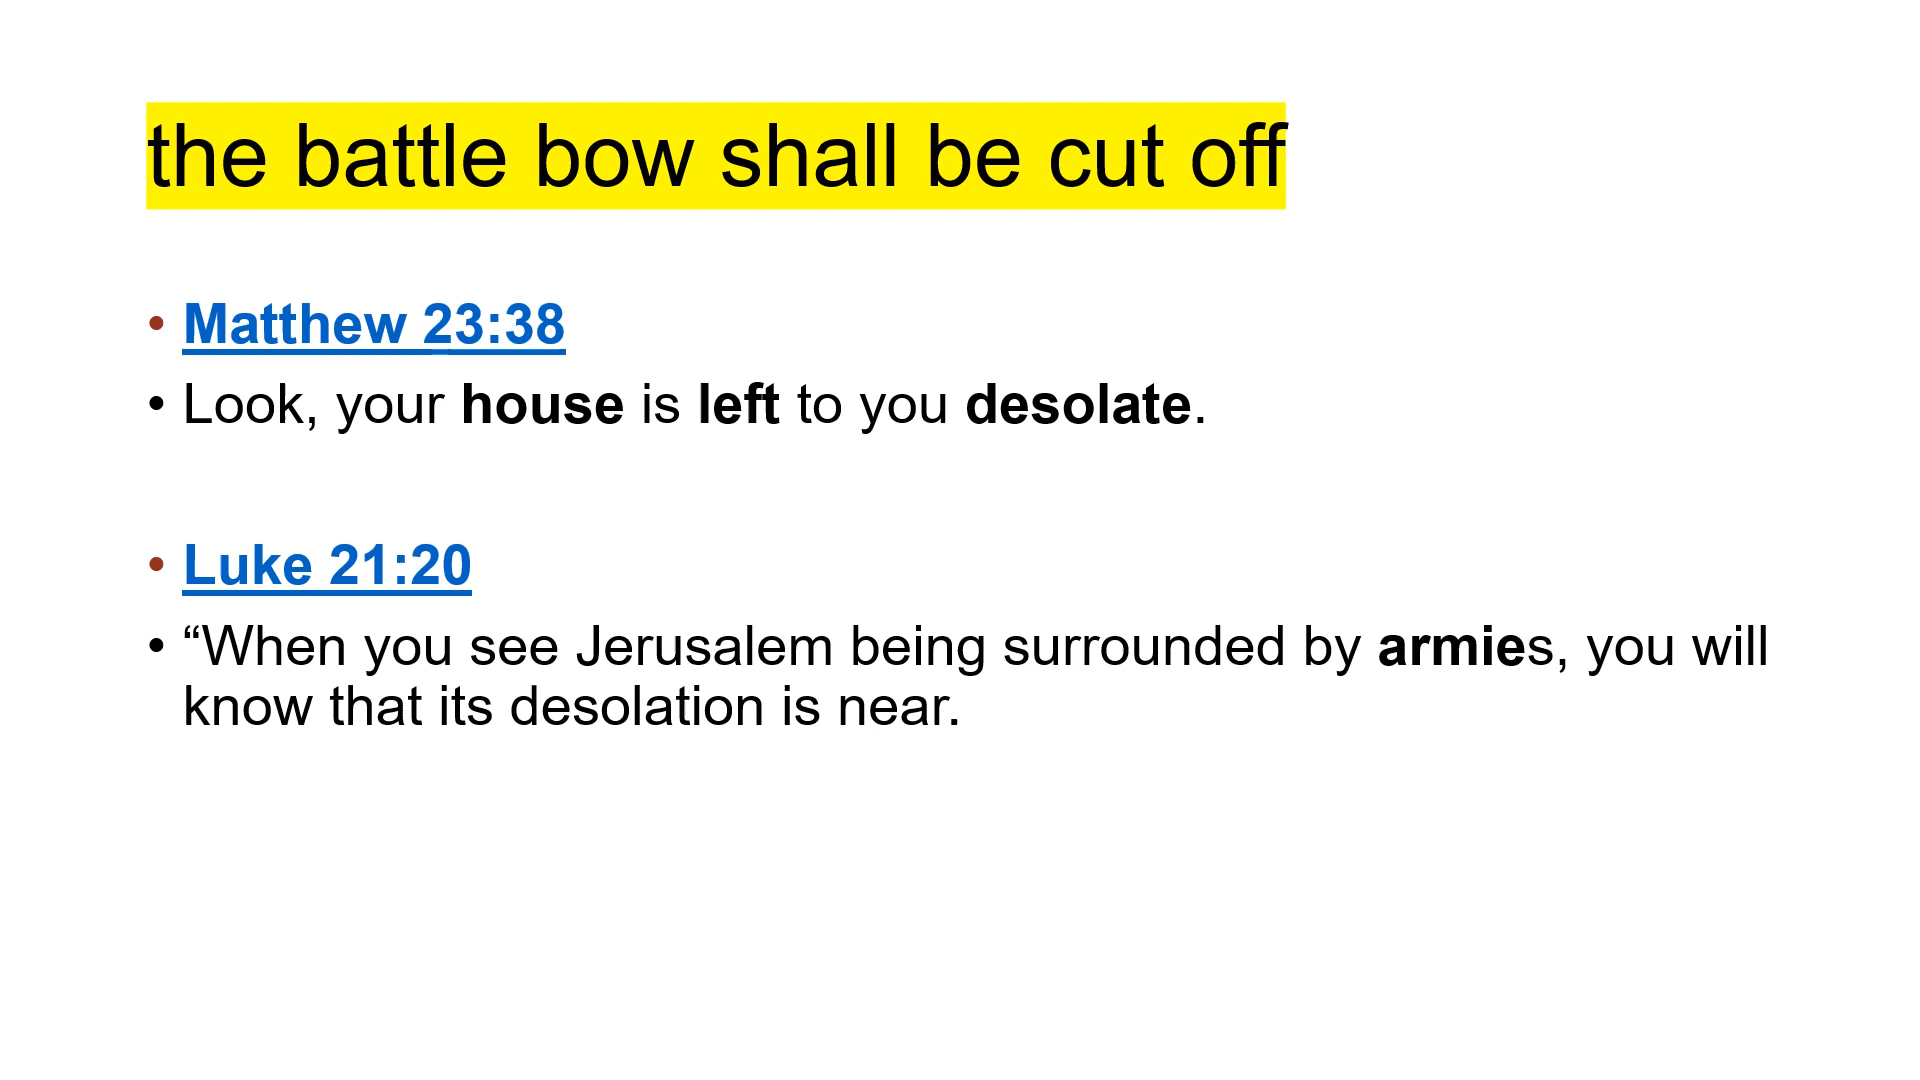 the battle bow shall be cut off
• Matthew 23:38
• Look, your house is left to you desolate.
• Luke 21:20
• “When you see Jerusalem being surrounded by armies, you will
know that its desolation is near.